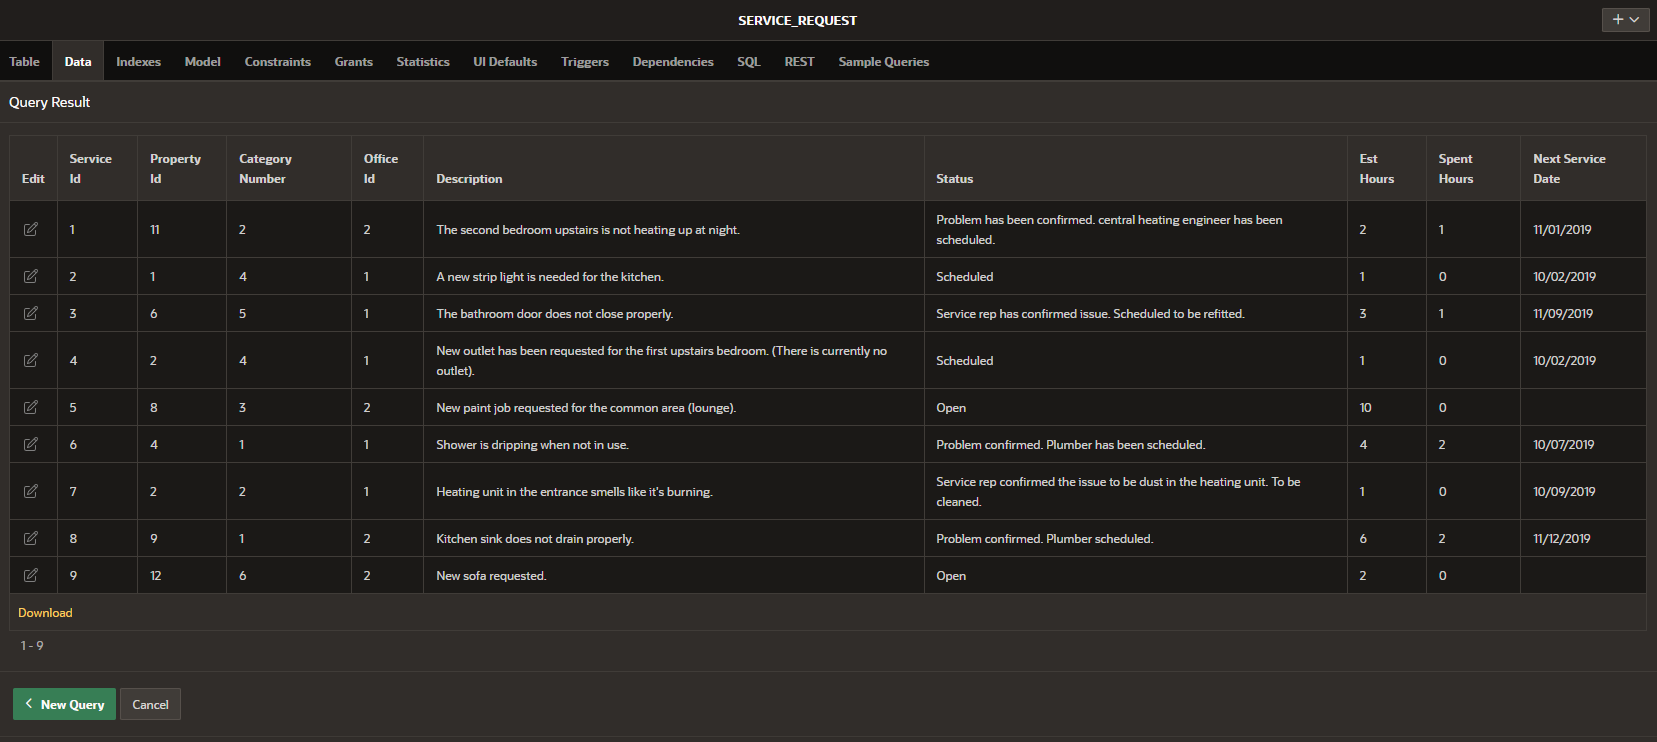 SERVICE_REQUEST
Table Data Indexes Model Constraints Grants Statistics UI Defaults Triggers Dependencies SQL REST Sample Queries
Query Result
Edit Service Id Property Id Category Number Office Id Description Status Est Hours Spent Hours Next Service Date
1 11 2 2 The second bedroom upstairs is not heating up at night. Problem has been confirmed. central heating engineer has been scheduled. 2 1 11/01/2019
2 1 4 1 A new strip light is needed for the kitchen. Scheduled 1 0 10/02/2019
3 6 5 1 The bathroom door does not close properly. Service rep has confirmed issue. Scheduled to be refitted. 3 1 11/09/2019
4 2 4 1 New outlet has been requested for the first upstairs bedroom. (There is currently no outlet). Scheduled 1 0 10/02/2019
5 8 3 2 New paint job requested for the common area (lounge). Open 10 0
6 4 1 1 Shower is dripping when not in use. Problem confirmed. Plumber has been scheduled. 4 2 10/07/2019
7 2 2 1 Heating unit in the entrance smells like it's burning. Service rep confirmed the issue to be dust in the heating unit. To be cleaned. 1 0 10/09/2019
8 9 1 2 Kitchen sink does not drain properly. Problem confirmed. Plumber scheduled. 6 2 11/12/2019
9 12 6 2 New sofa requested. Open 2 0
Download
1 - 9
New Query Cancel